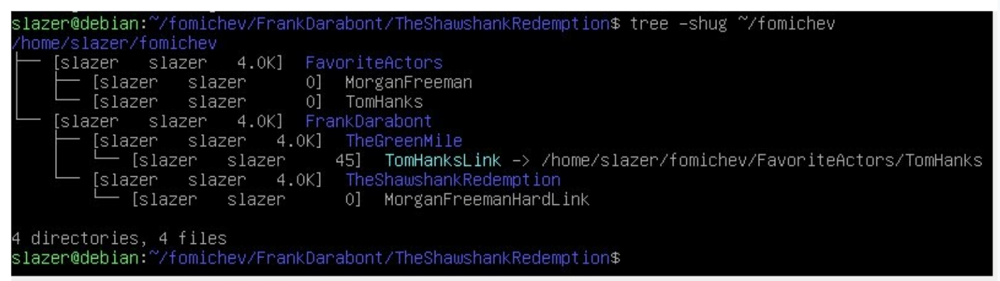 slazer@debian:~/fomichev/FrankDarabont/TheShawshankRedemption$ tree -shug ~/fomichev
/home/slazer/fomichev
├── [slazer   slazer   4.0K]  FavoriteActors
│   ├── [slazer   slazer      0]  MorganFreeman
│   └── [slazer   slazer      0]  TomHanks
└── [slazer   slazer   4.0K]  FrankDarabont
    ├── [slazer   slazer   4.0K]  TheGreenMile
    │   └── [slazer   slazer     45]  TomHanksLink -> /home/slazer/fomichev/FavoriteActors/TomHanks
    └── [slazer   slazer   4.0K]  TheShawshankRedemption
        └── [slazer   slazer      0]  MorganFreemanHardLink
4 directories, 4 files
slazer@debian:~/fomichev/FrankDarabont/TheShawshankRedemption$